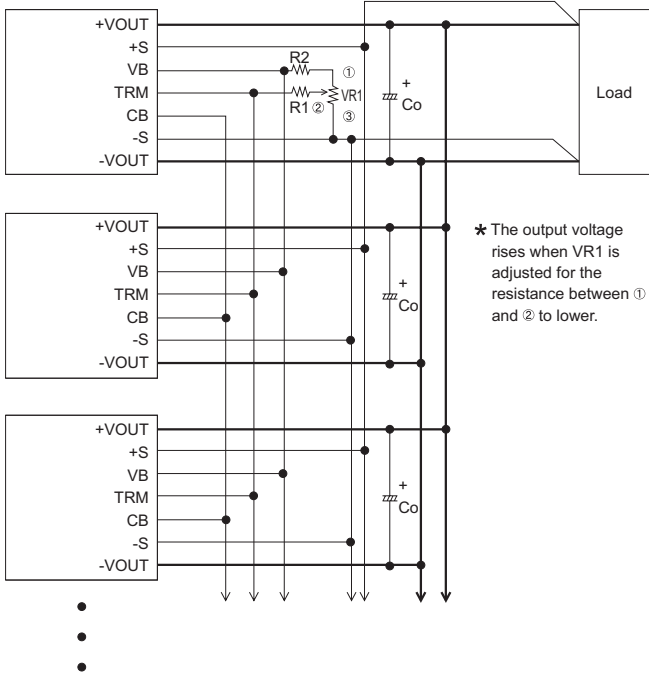 +VOUT
+S
VB
TRM
CB
-S
-VOUT
R2
R1
①
②
VR1
③
+
Co
Load
+VOUT
+S
VB
TRM
CB
-S
-VOUT
+
Co
* The output voltage
rises when VR1 is
adjusted for the
resistance between ①
and ② to lower.
+VOUT
+S
VB
TRM
CB
-S
-VOUT
+
Co